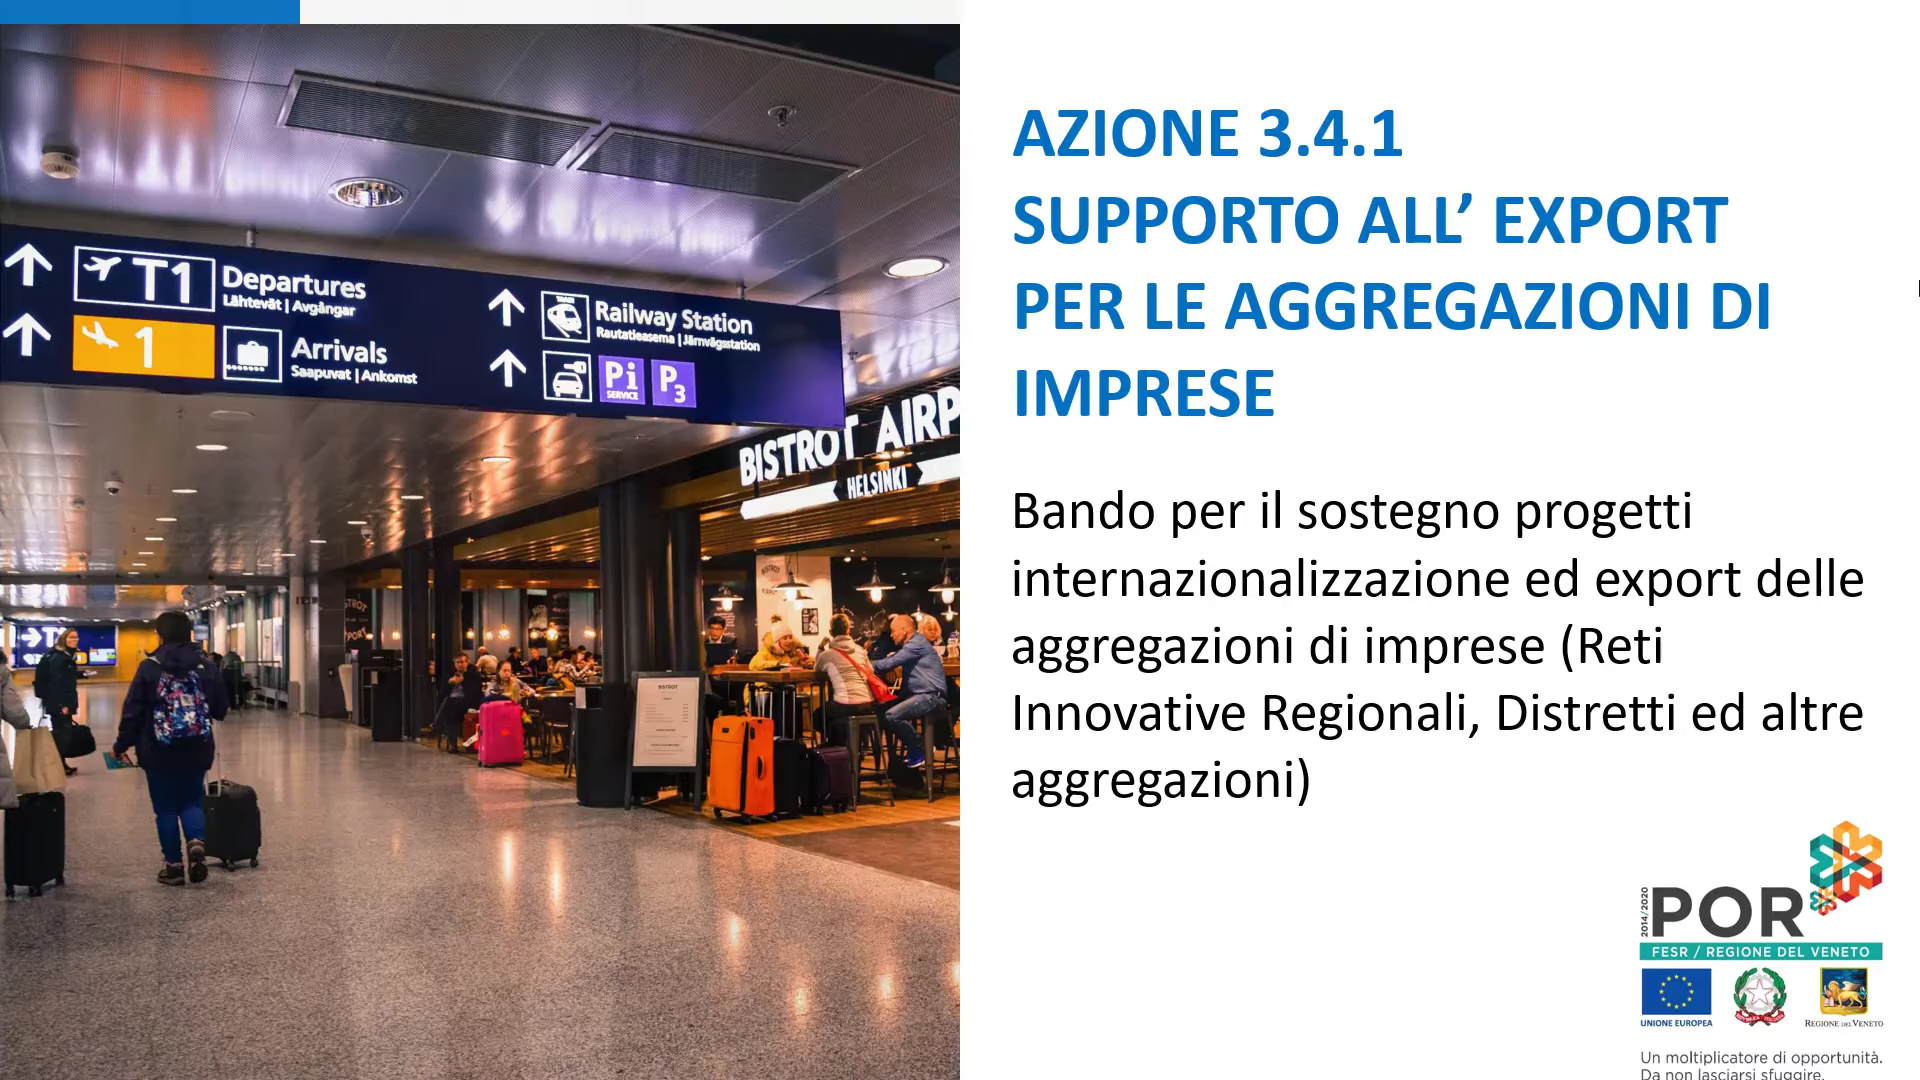 T1 Departures
Lähtevät | Avgångar
1 Arrivals
Saapuvat | Ankomst
Railway Station
Rautatieasema | Järnvägsstation
Pi
SERVICE
P3
BISTROT AIRP
HELSINKI
BISTROT
AZIONE 3.4.1
SUPPORTO ALL’ EXPORT
PER LE AGGREGAZIONI DI
IMPRESE
Bando per il sostegno progetti
internazionalizzazione ed export delle
aggregazioni di imprese (Reti
Innovative Regionali, Distretti ed altre
aggregazioni)
2014/2020
POR
FESR / REGIONE DEL VENETO
UNIONE EUROPEA
REGIONE DEL VENETO
Un moltiplicatore di opportunità.
Da non lasciarsi sfuggire.